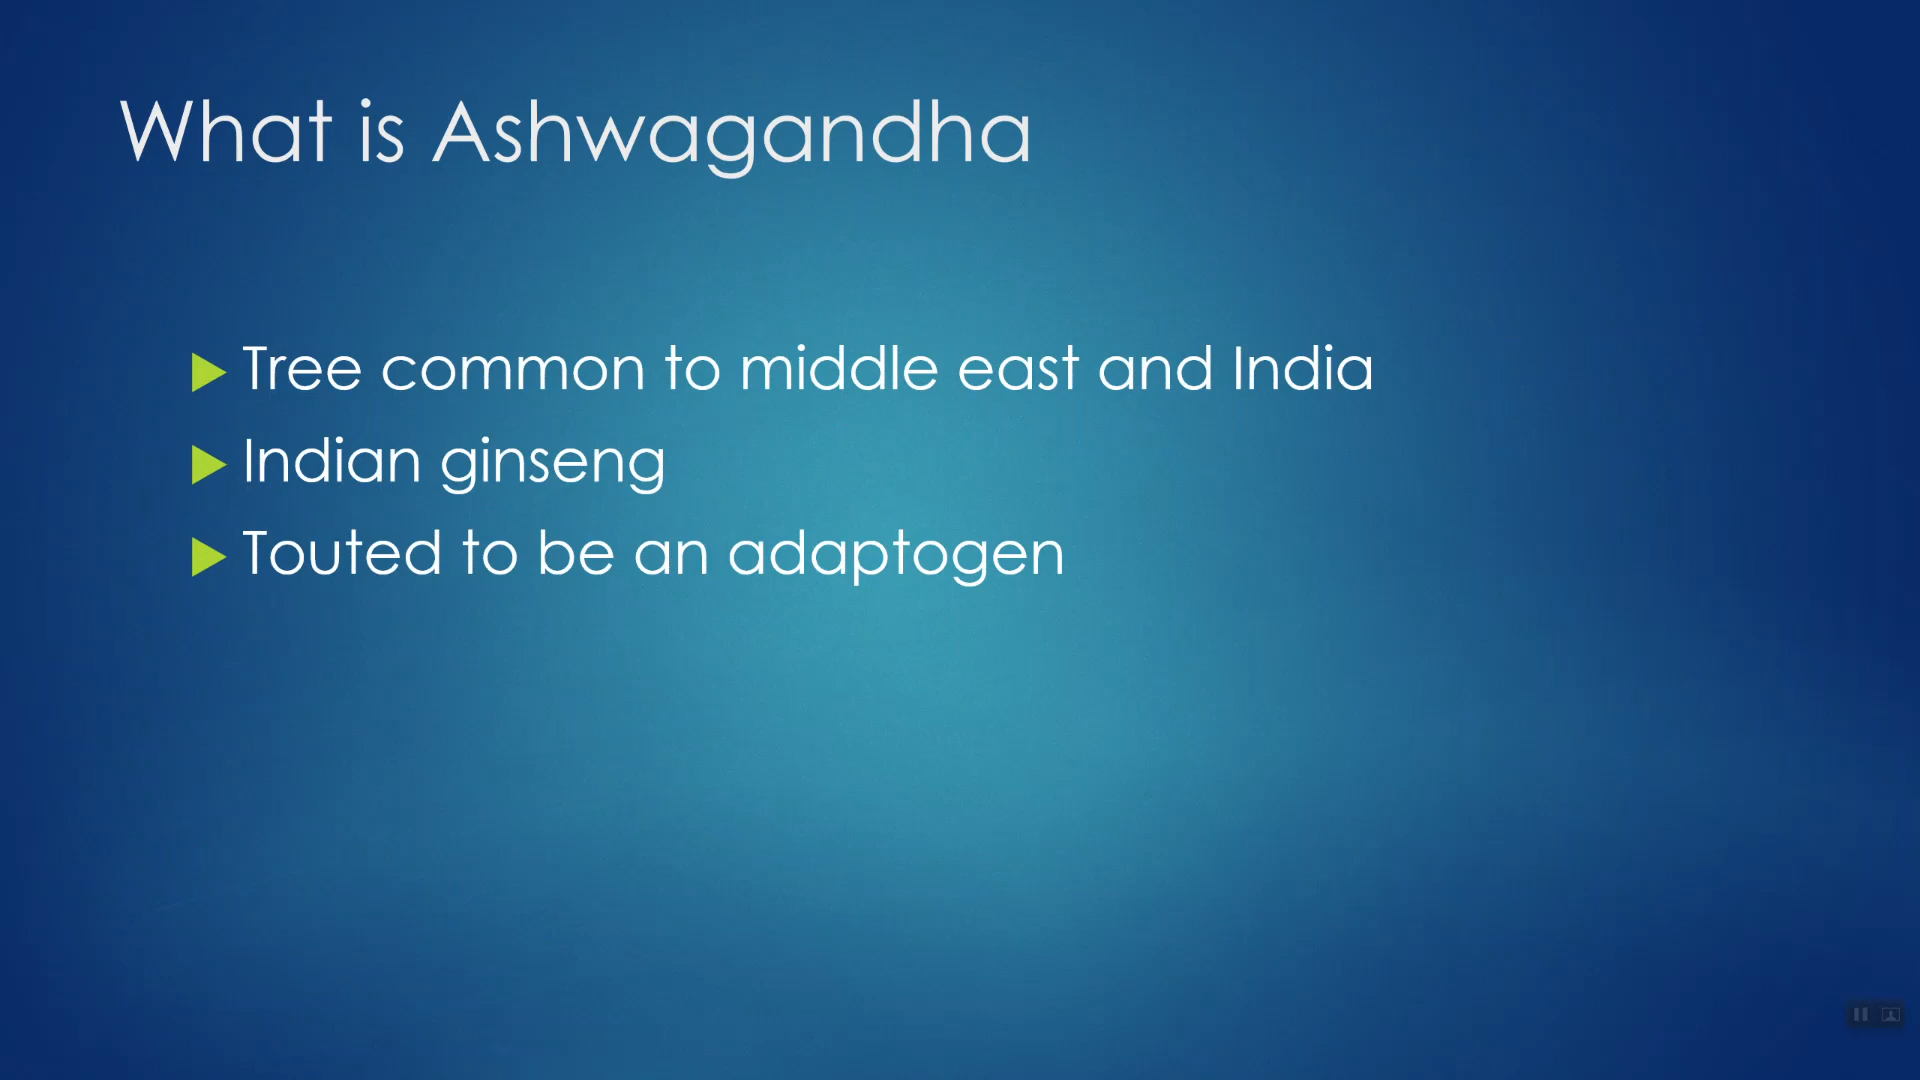 What is Ashwagandha
Tree common to middle east and India
Indian ginseng
Touted to be an adaptogen